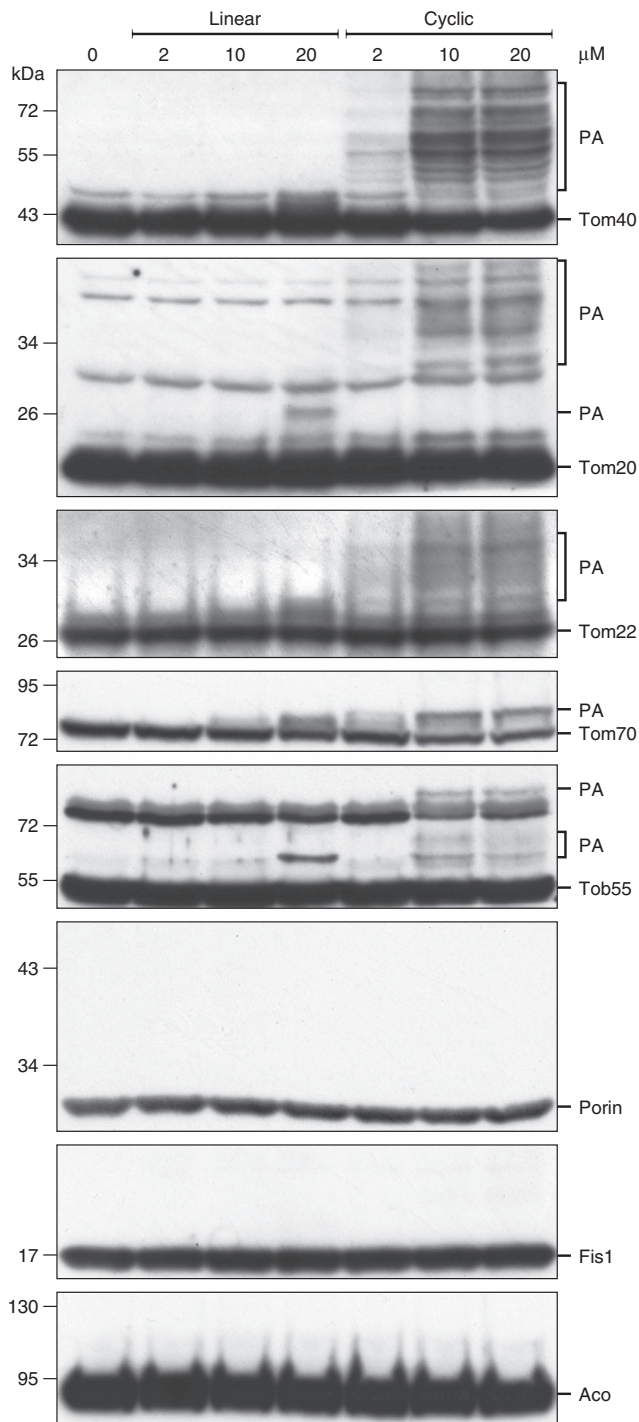 Linear Cyclic
0 2 10 20 2 10 20 μM
kDa
72
PA
55
43
Tom40
PA
34
26
PA
Tom20
34
PA
26
Tom22
95
PA
72
Tom70
PA
72
PA
55
Tob55
43
34
Porin
17
Fis1
130
95
Aco